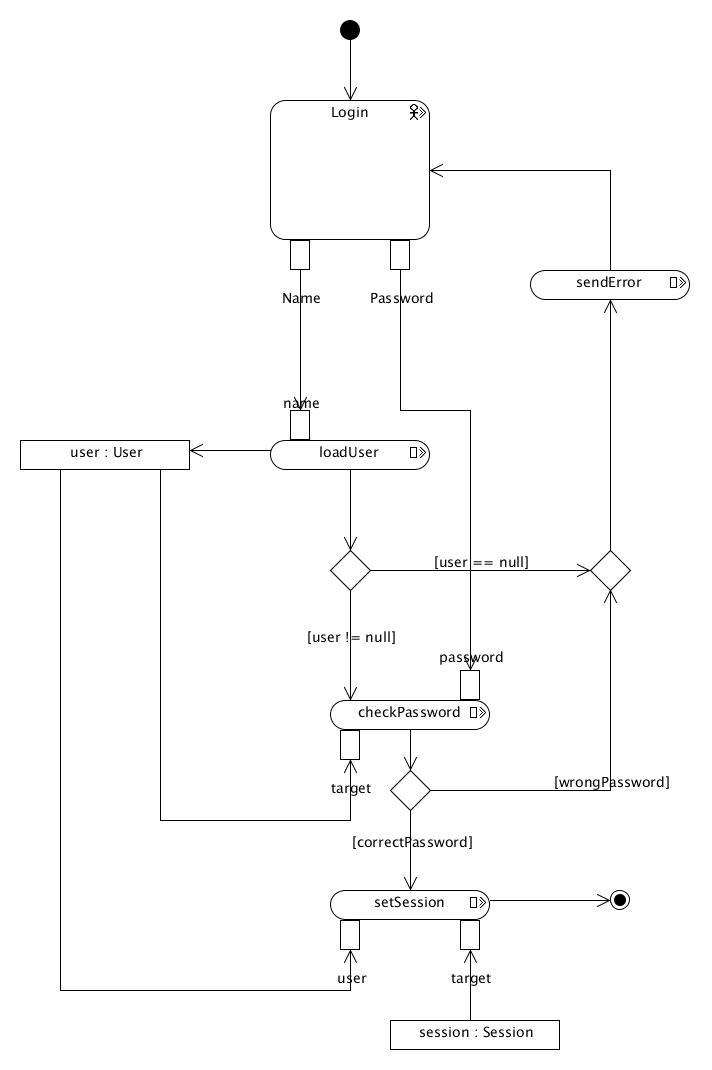 Login
sendError
Name
Password
name
user : User
loadUser
[user == null]
[user != null]
password
checkPassword
target
[wrongPassword]
[correctPassword]
setSession
user
target
session : Session